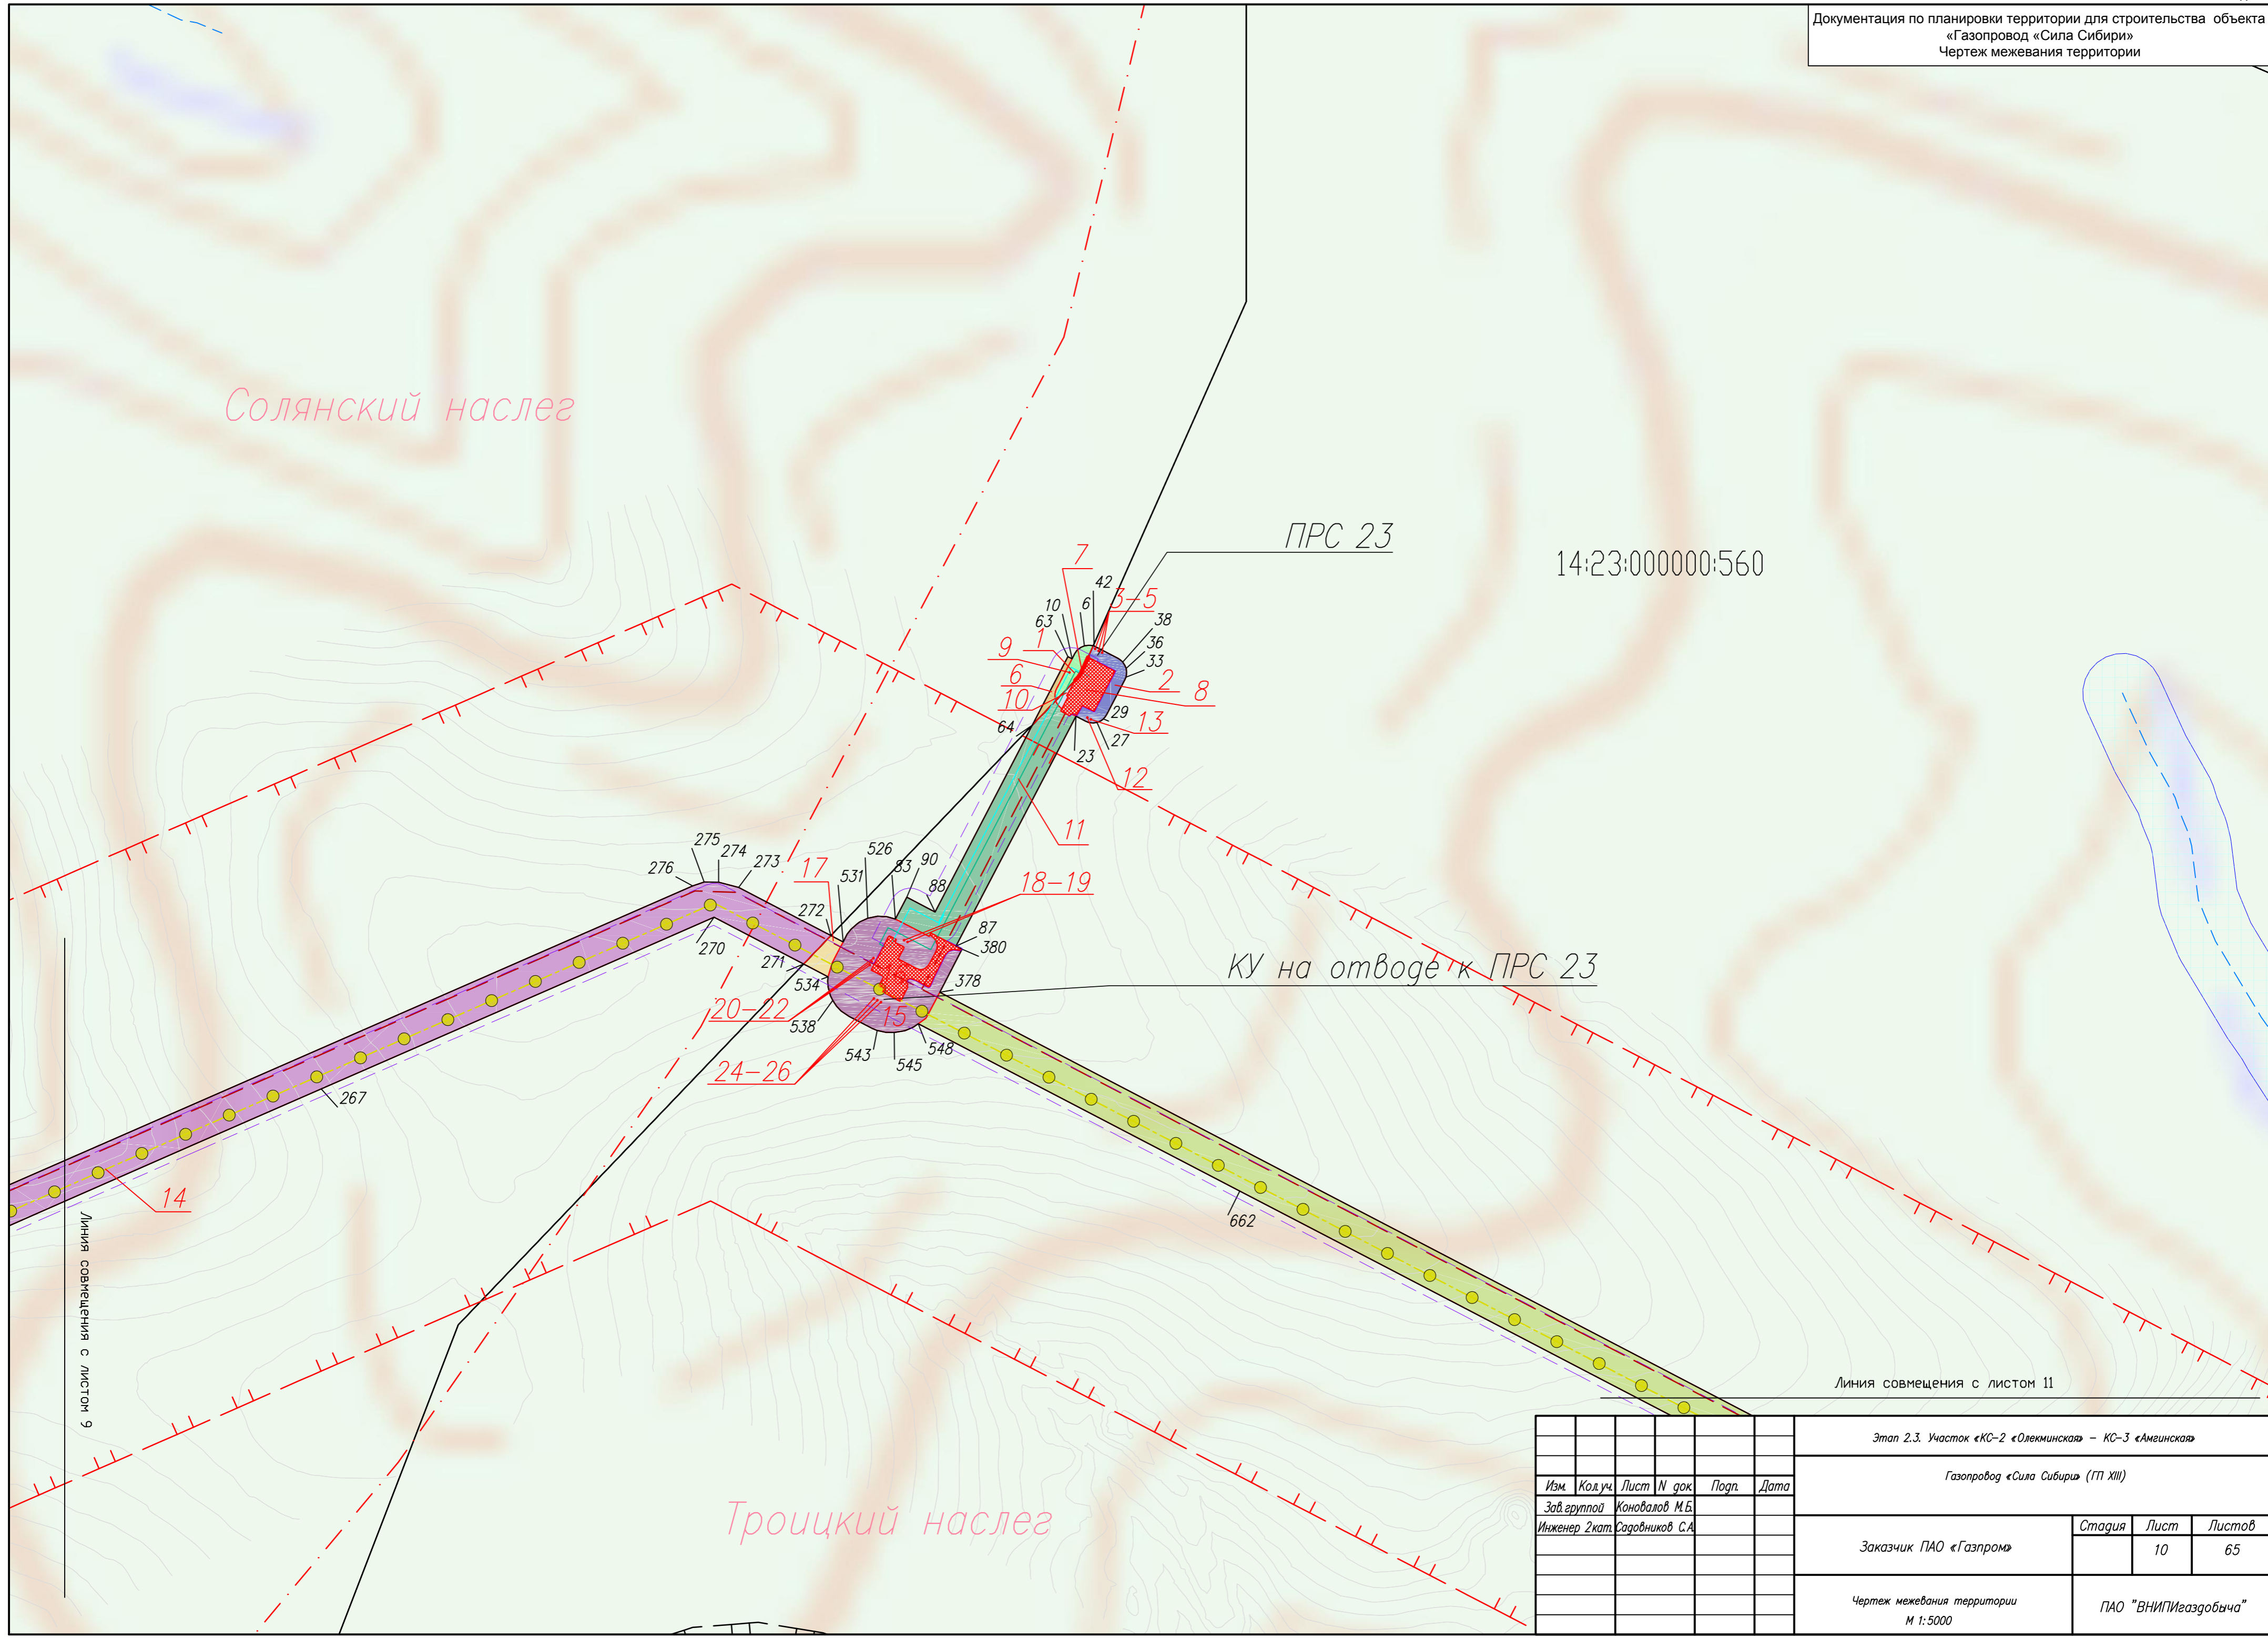 Документация по планировки территории для строительства объекта
«Газопровод «Сила Сибири»
Чертеж межевания территории
Солянский наслег
ПРС 23
14:23:000000:560
7
42
3-5
10
6
63
38
1
36
9
33
6
2
8
10
29
13
64
27
23
12
11
275
526
274
276
273
83
90
17
531
18-19
88
272
87
270
380
271
КУ на отводе к ПРС 23
534
378
20-22
538
15
543
548
545
24-26
267
14
662
Линия совмещения с листом 9
Линия совмещения с листом 11
Троицкий наслег
Этап 2.3. Участок «КС-2 «Олекминская» - КС-3 «Амгинская»
Газопровод «Сила Сибири» (ГП XIII)
Изм. Кол.уч. Лист N док. Подп. Дата
Зав.группой Коновалов М.Б.
Инженер 2кат. Садовников С.А.
Заказчик ПАО «Газпром»
Стадия Лист Листов
10 65
Чертеж межевания территории
М 1:5000
ПАО "ВНИПИгаздобыча"